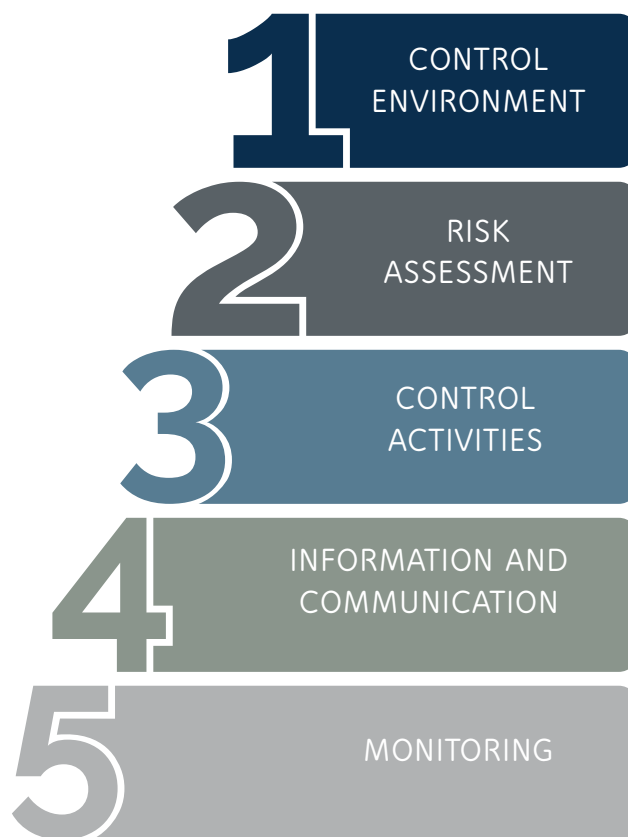 1
CONTROL
ENVIRONMENT
2
RISK
ASSESSMENT
3
CONTROL
ACTIVITIES
4
INFORMATION AND
COMMUNICATION
5
MONITORING